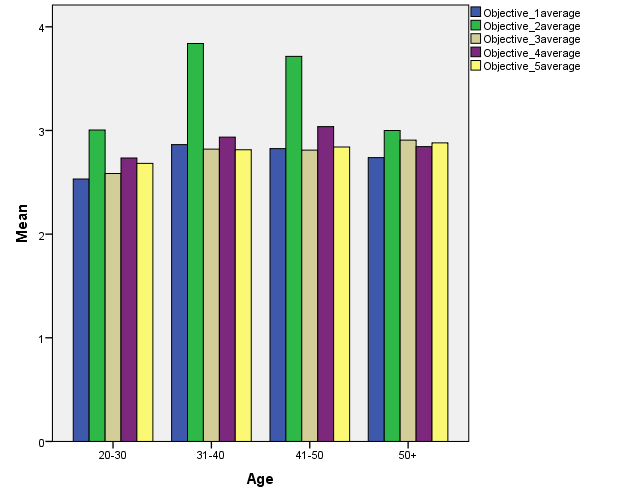 Objective_1average
Objective_2average
Objective_3average
Objective_4average
Objective_5average
4
3
2
1
0
Mean
20-30
31-40
41-50
50+
Age